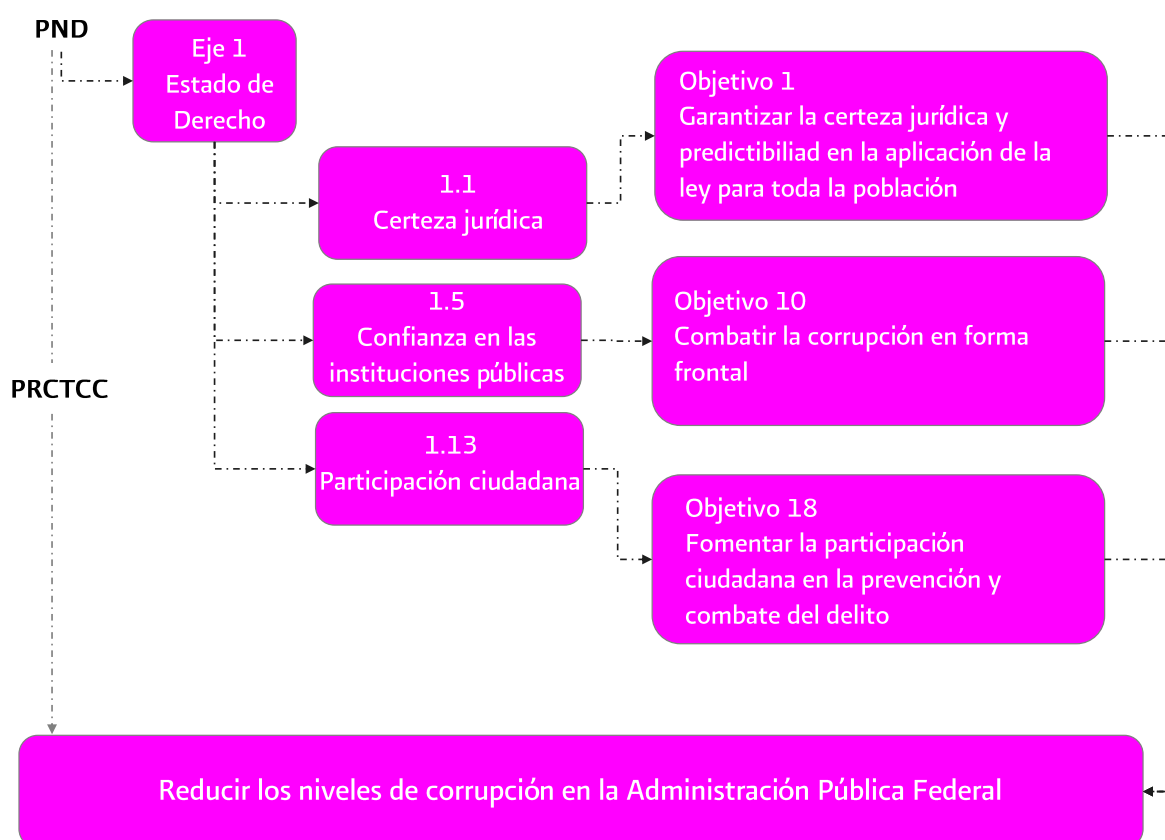 PND
Eje 1
Estado de
Derecho
1.1
Certeza jurídica
Objetivo 1
Garantizar la certeza jurídica y
predictibiliad en la aplicación de la
ley para toda la población
1.5
Confianza en las
instituciones públicas
Objetivo 10
Combatir la corrupción en forma
frontal
PRCTCC
1.13
Participación ciudadana
Objetivo 18
Fomentar la participación
ciudadana en la prevención y
combate del delito
Reducir los niveles de corrupción en la Administración Pública Federal